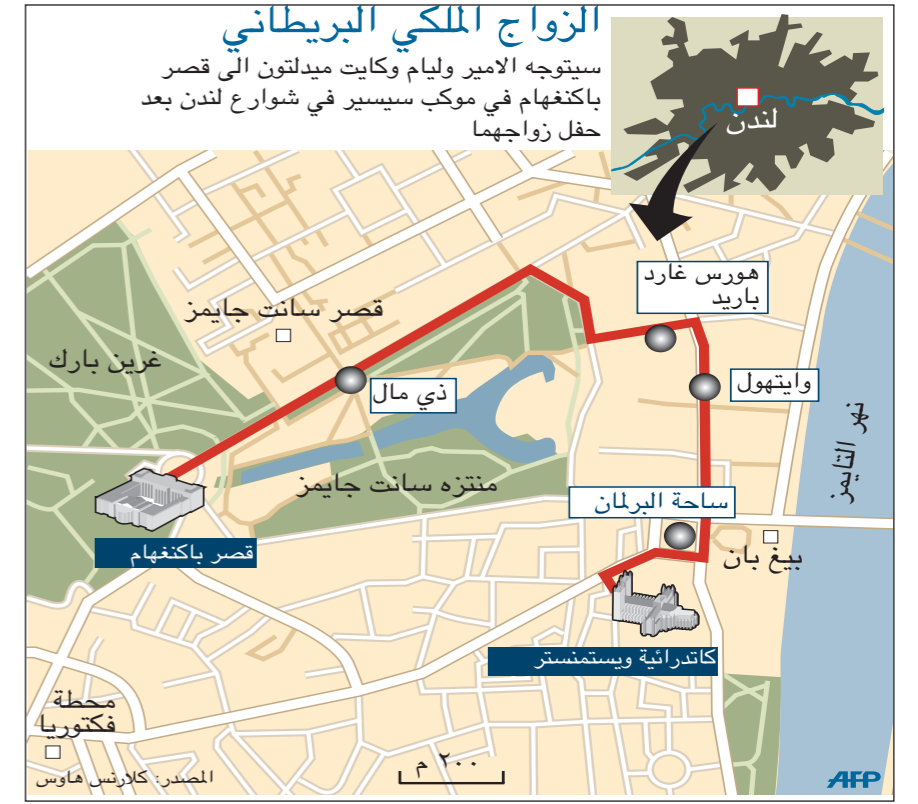 الزواج الملكي البريطاني
سيتوجه الامير وليام وكايت ميدلتون الى قصر
باكنغهام في موكب سيسير في شوارع لندن بعد
حفل زواجهما
لندن
هورس غارد
باريد
قصر سانت جايمز
غرين بارك
ذي مال
وايتهول
نهر التايمز
منتزه سانت جايمز
ساحة البرلمان
بيغ بان
قصر باكنغهام
كاتدرائية ويستمنستر
محطة
فكتوريا
٢٠٠ م
المصدر: كلارنس هاوس
AFP